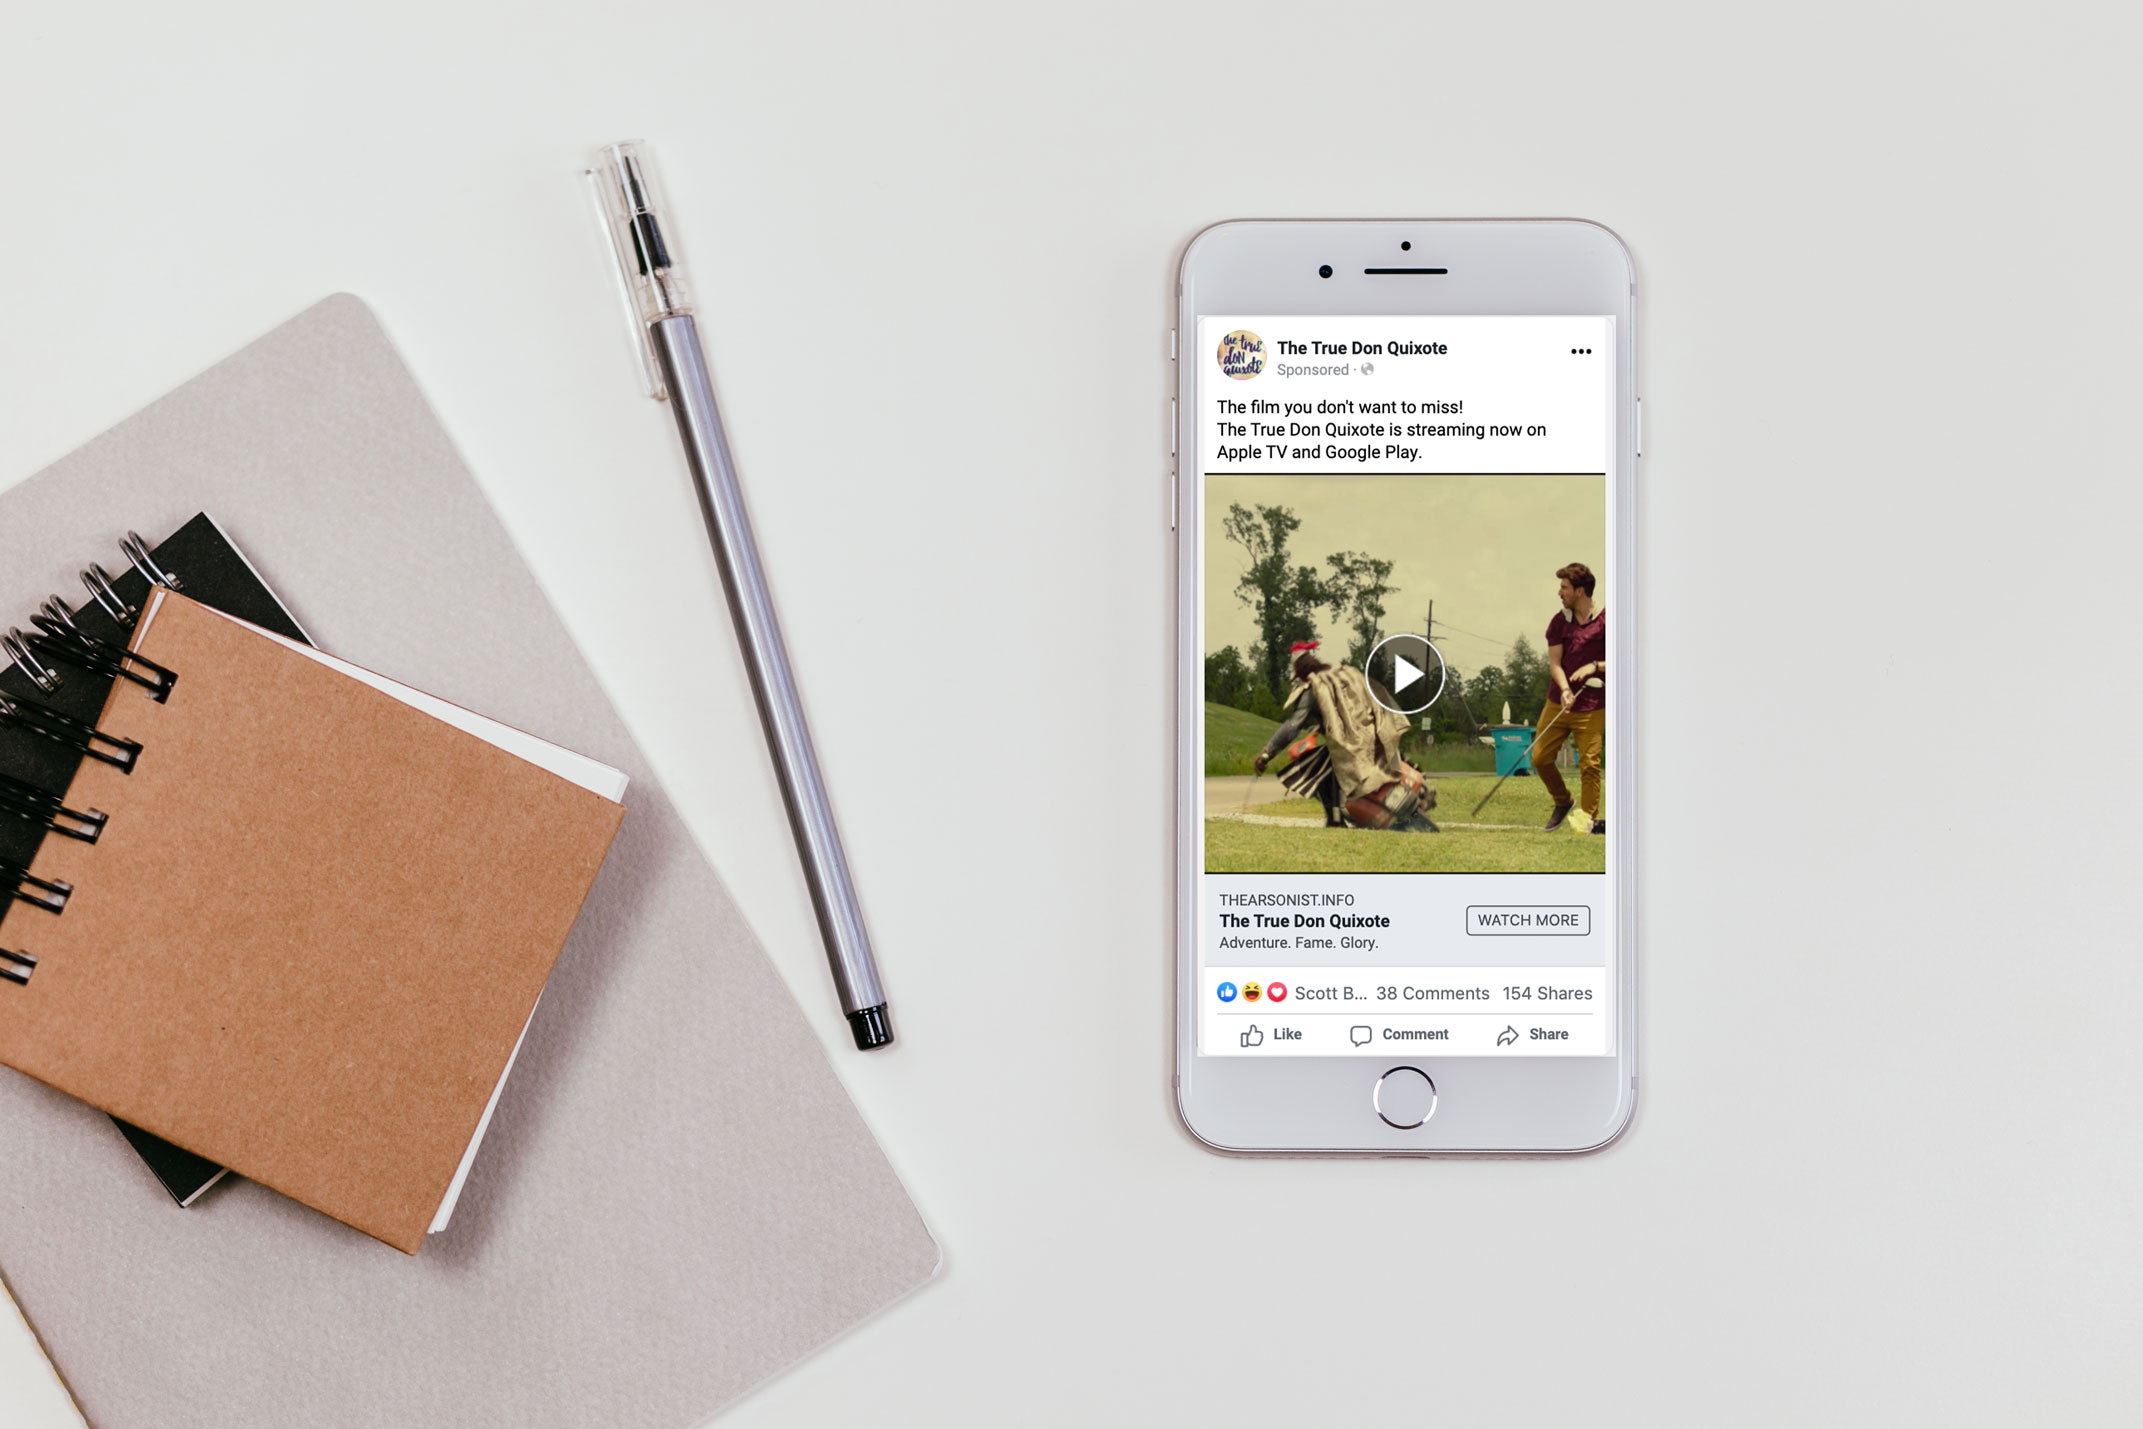 the true
don
quixote
The True Don Quixote
Sponsored ·
The film you don't want to miss!
The True Don Quixote is streaming now on
Apple TV and Google Play.
THEARSONIST.INFO
The True Don Quixote
WATCH MORE
Adventure. Fame. Glory.
Scott B... 38 Comments 154 Shares
Like Comment Share